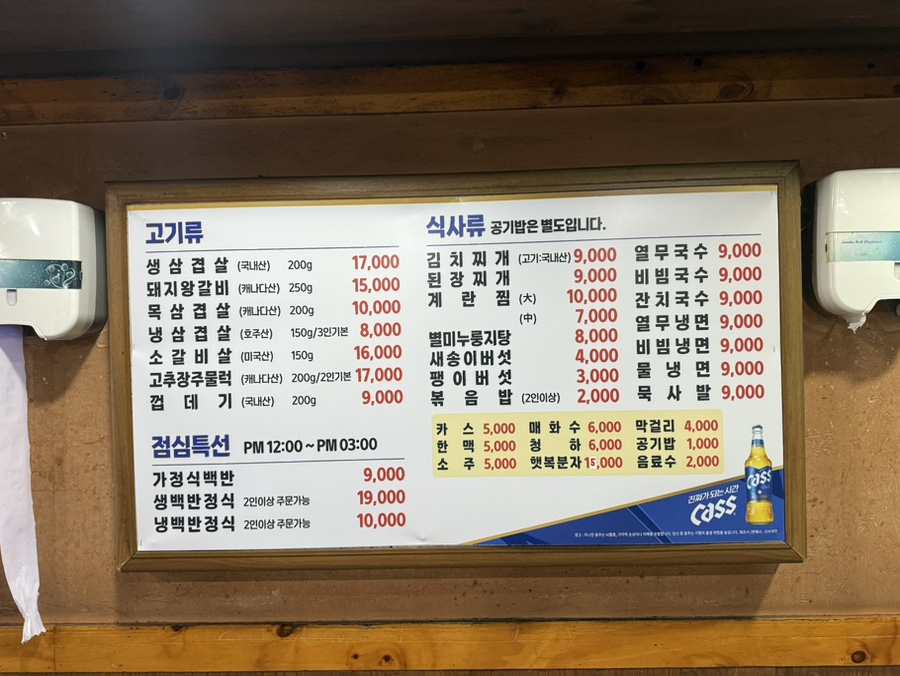 고기류
생삼겹살 (국내산) 200g 17,000
돼지왕갈비 (캐나다산) 250g 15,000
목삼겹살 (캐나다산) 200g 10,000
냉삼겹살 (호주산) 150g/3인기본 8,000
소갈비살 (미국산) 150g 16,000
고추장주물럭 (캐나다산) 200g/2인기본 17,000
껍데기 (국내산) 200g 9,000
점심특선 PM 12:00 ~ PM 03:00
가정식백반 9,000
생백반정식 2인이상 주문가능 19,000
냉백반정식 2인이상 주문가능 10,000
식사류 공기밥은 별도입니다.
김치찌개 (고기:국내산) 9,000
된장찌개 9,000
계란찜 (大) 10,000
(中) 7,000
별미누룽지탕 8,000
새송이버섯 4,000
팽이버섯 3,000
볶음밥 (2인이상) 2,000
열무국수 9,000
비빔국수 9,000
잔치국수 9,000
열무냉면 9,000
비빔냉면 9,000
물냉면 9,000
묵사발 9,000
카스 5,000 매화수 6,000 막걸리 4,000
한맥 5,000 청하 6,000 공기밥 1,000
소주 5,000 햇복분자 15,000 음료수 2,000
진짜가 되는 시간
Cass
Cass